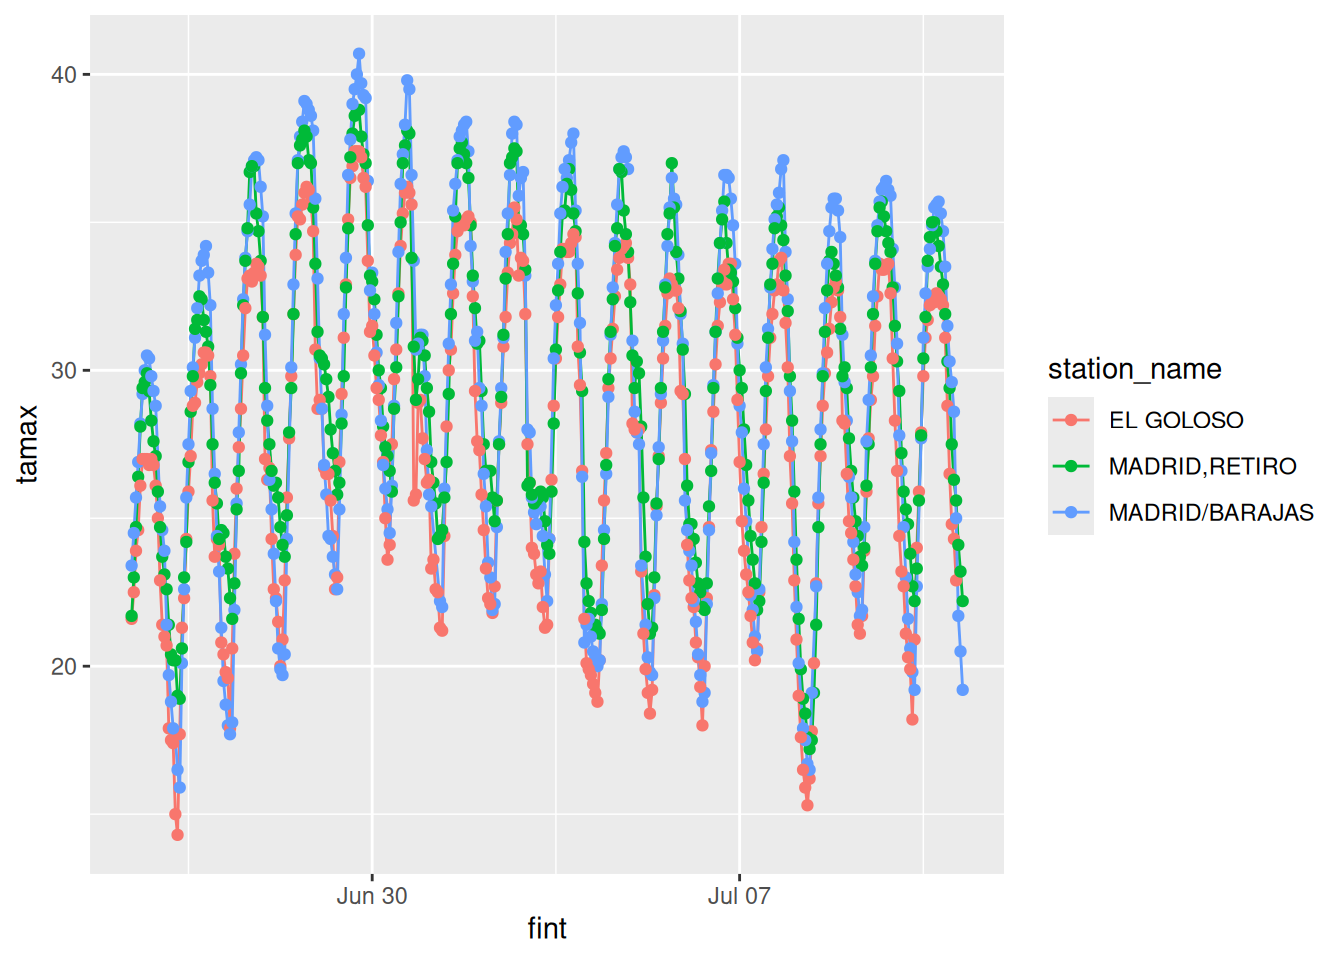 40
30
20
tamax
Jun 30
Jul 07
fint
station_name
EL GOLOSO
MADRID,RETIRO
MADRID/BARAJAS